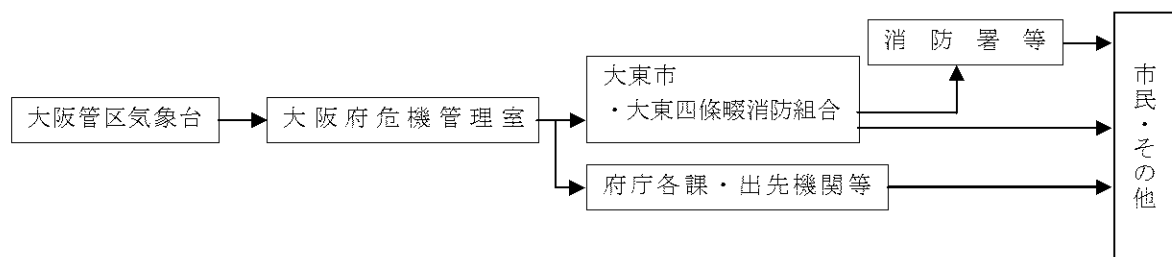 大阪管区気象台
大阪府危機管理室
大東市
・大東四條畷消防組合
消防署等
府庁各課・出先機関等
市民・その他